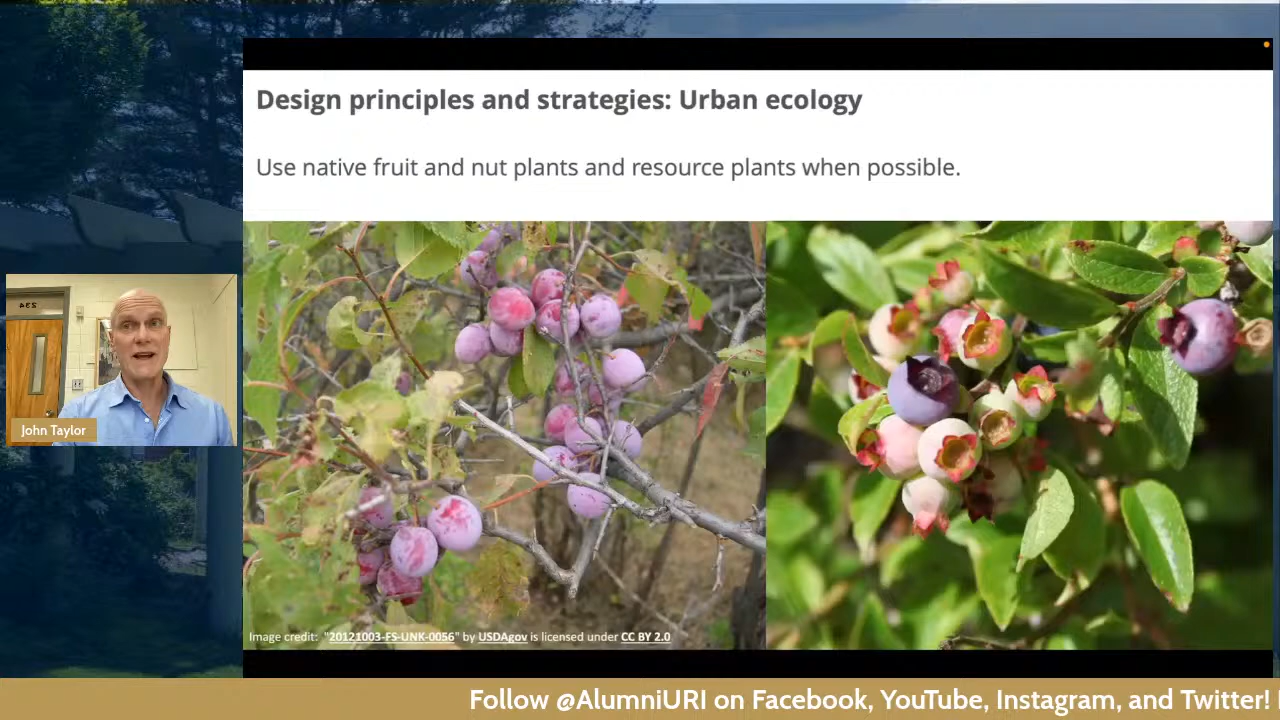 Design principles and strategies: Urban ecology
Use native fruit and nut plants and resource plants when possible.
234
John Taylor
Image credit: "20121003-FS-UNK-0056" by USDAgov is licensed under CC BY 2.0
Follow @AlumniURI on Facebook, YouTube, Instagram, and Twitter!